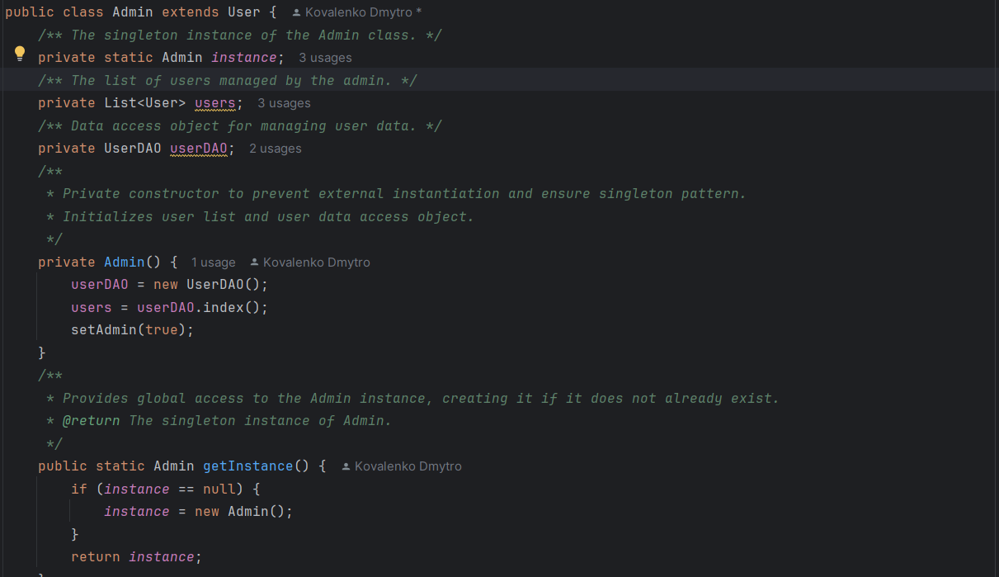 public class Admin extends User { Kovalenko Dmytro *
/** The singleton instance of the Admin class. */
private static Admin instance; 3 usages
/** The list of users managed by the admin. */
private List<User> users; 3 usages
/** Data access object for managing user data. */
private UserDAO userDAO; 2 usages
/**
* Private constructor to prevent external instantiation and ensure singleton pattern.
* Initializes user list and user data access object.
*/
private Admin() { 1 usage Kovalenko Dmytro
userDAO = new UserDAO();
users = userDAO.index();
setAdmin(true);
}
/**
* Provides global access to the Admin instance, creating it if it does not already exist.
* @return The singleton instance of Admin.
*/
public static Admin getInstance() { Kovalenko Dmytro
if (instance == null) {
instance = new Admin();
}
return instance;